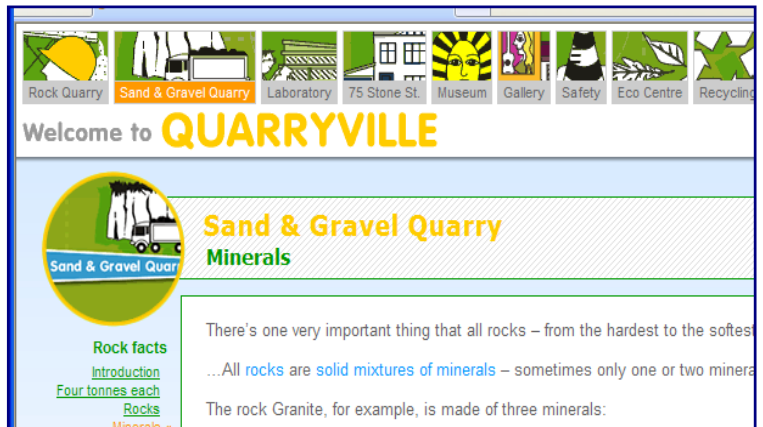 Rock Quarry Sand & Gravel Quarry Laboratory 75 Stone St. Museum Gallery Safety Eco Centre Recycling
Welcome to QUARRYVILLE
Sand & Gravel Quarry
Minerals
Sand & Gravel Quarr
There's one very important thing that all rocks – from the hardest to the softest
Rock facts
…All rocks are solid mixtures of minerals – sometimes only one or two minera
Introduction
Four tonnes each
Rocks
The rock Granite, for example, is made of three minerals:
Minerals